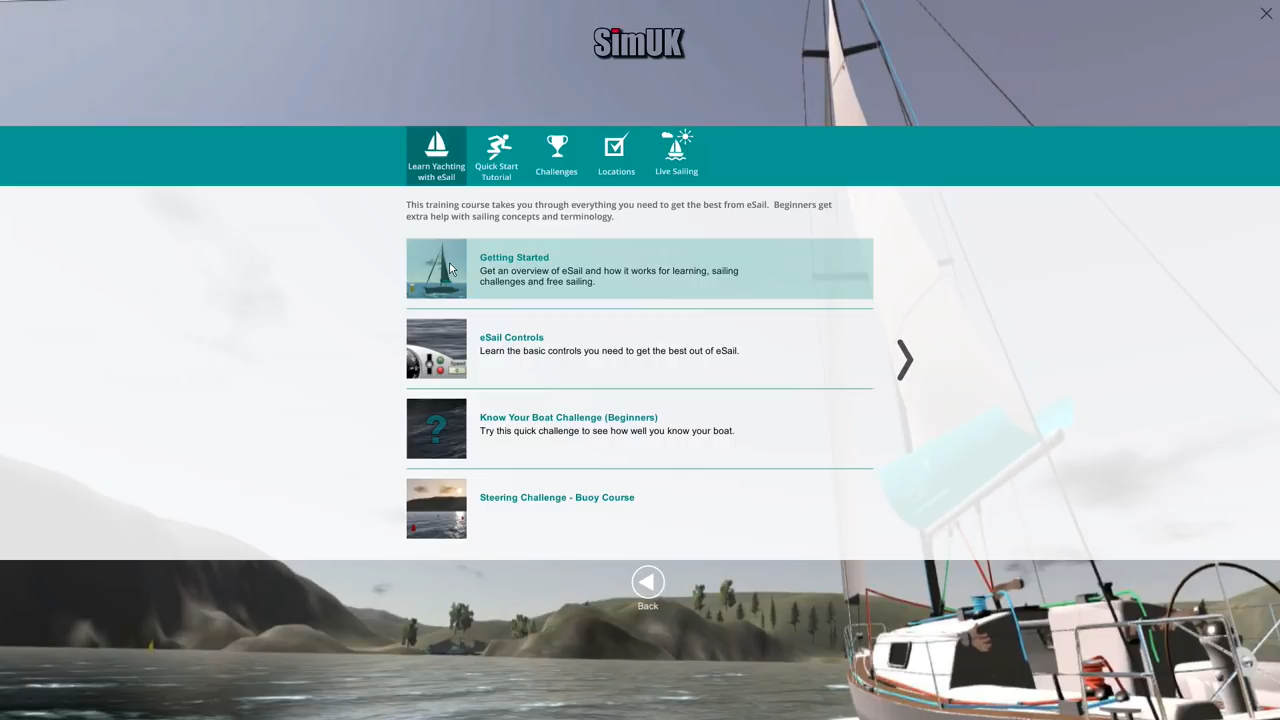 SimUK
Learn Yachting
with eSail
Quick Start
Tutorial
Challenges
Locations
Live Sailing
This training course takes you through everything you need to get the best from eSail. Beginners get
extra help with sailing concepts and terminology.
Getting Started
Get an overview of eSail and how it works for learning, sailing
challenges and free sailing.
eSail Controls
Learn the basic controls you need to get the best out of eSail.
Know Your Boat Challenge (Beginners)
Try this quick challenge to see how well you know your boat.
Steering Challenge - Buoy Course
Back